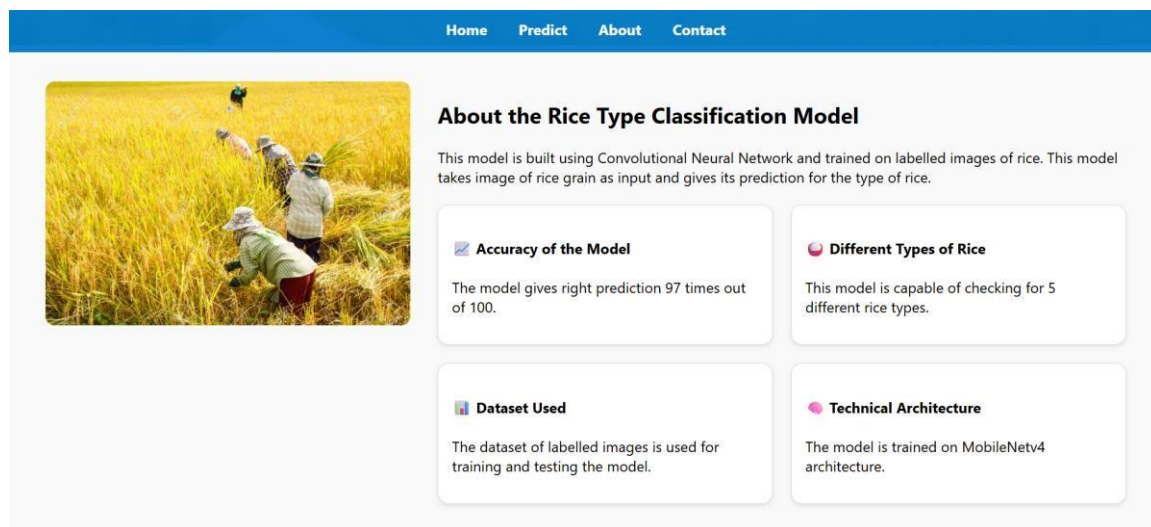 Home Predict About Contact
About the Rice Type Classification Model
This model is built using Convolutional Neural Network and trained on labelled images of rice. This model
takes image of rice grain as input and gives its prediction for the type of rice.
Accuracy of the Model
The model gives right prediction 97 times out
of 100.
Different Types of Rice
This model is capable of checking for 5
different rice types.
Dataset Used
The dataset of labelled images is used for
training and testing the model.
Technical Architecture
The model is trained on MobileNetv4
architecture.